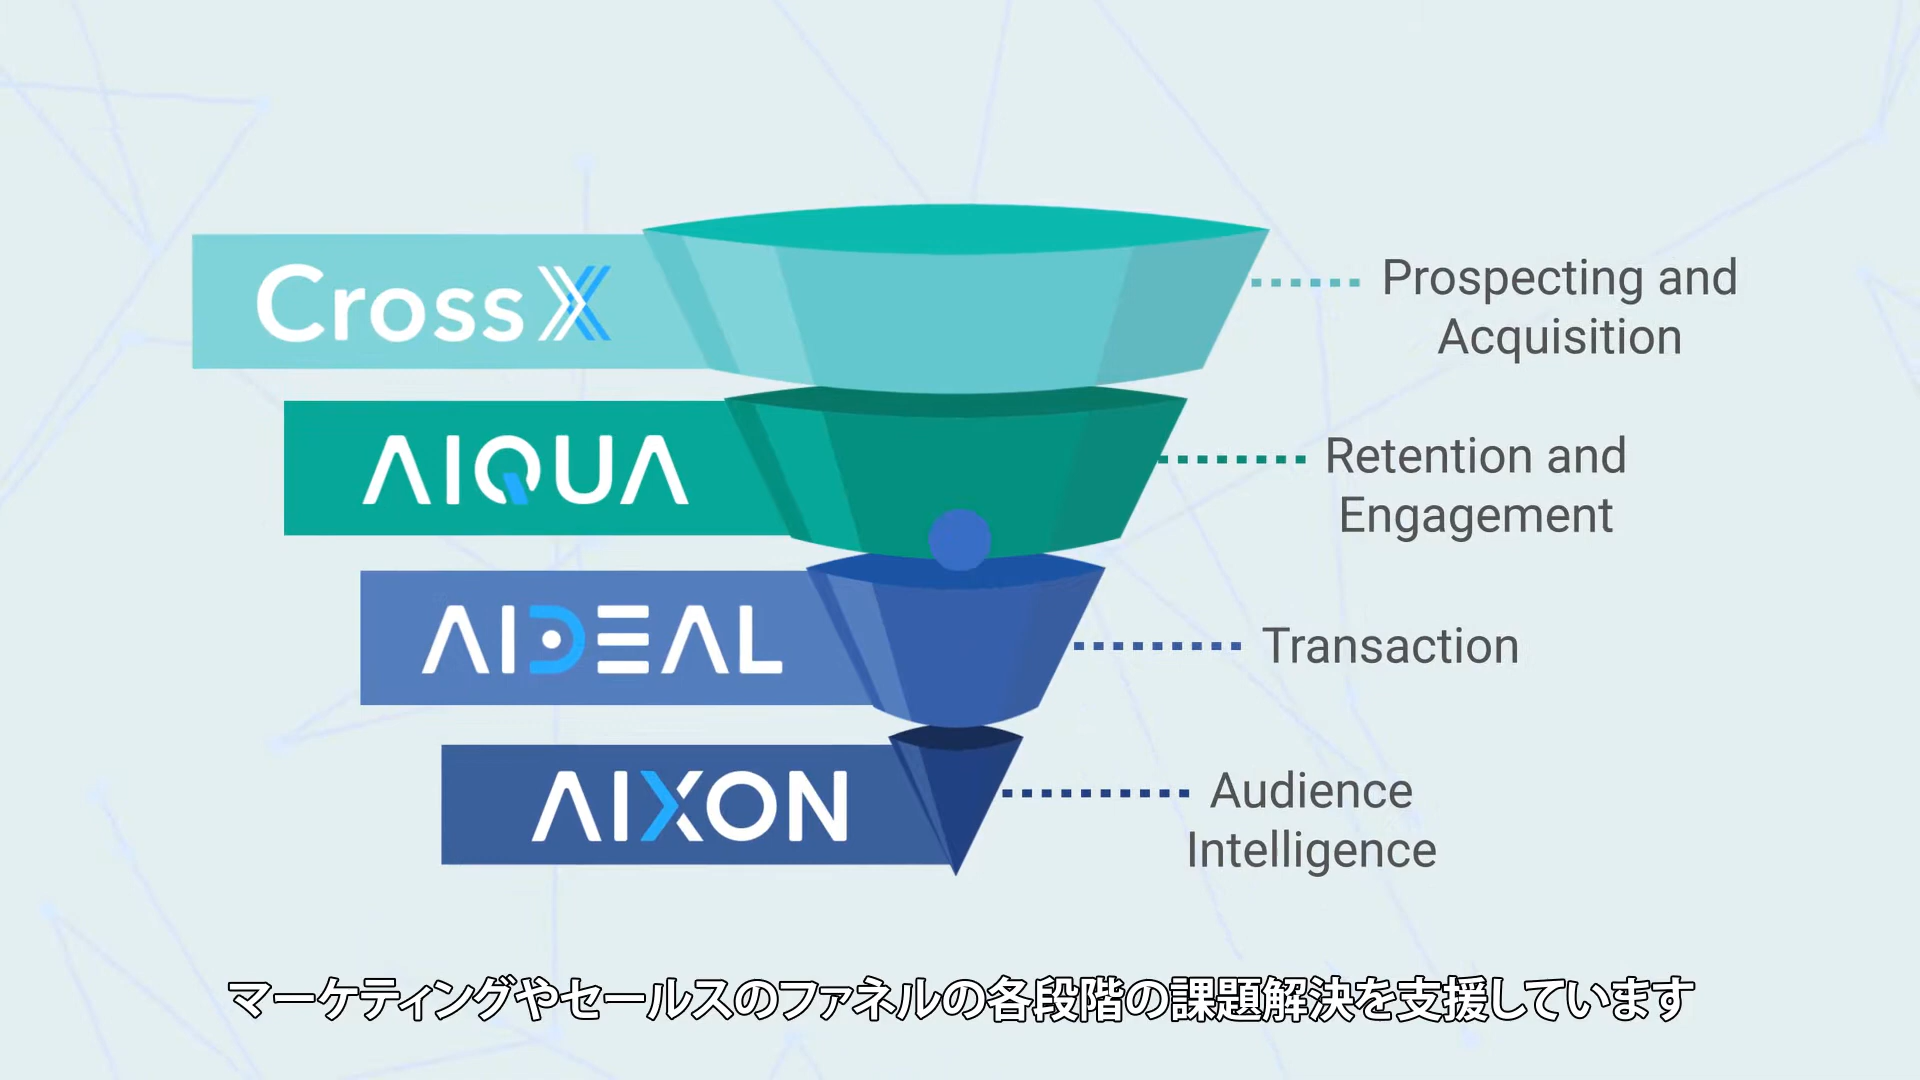 CrossX
Prospecting and
Acquisition
AIQUA
Retention and
Engagement
AIDEAL
Transaction
AIXON
Audience
Intelligence
マーケティングやセールスのファネルの各段階の課題解決を支援しています